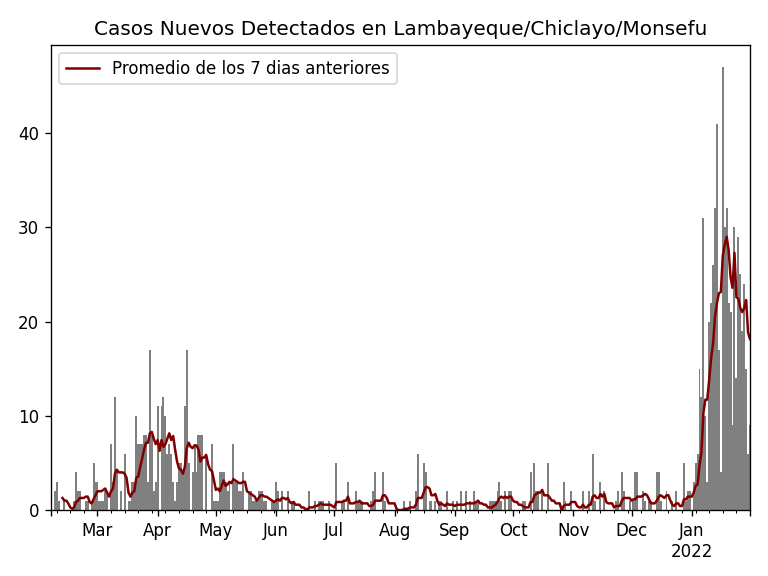 Casos Nuevos Detectados en Lambayeque/Chiclayo/Monsefu
Promedio de los 7 dias anteriores
40
30
20
10
0
Mar Apr May Jun Jul Aug Sep Oct Nov Dec Jan
2022